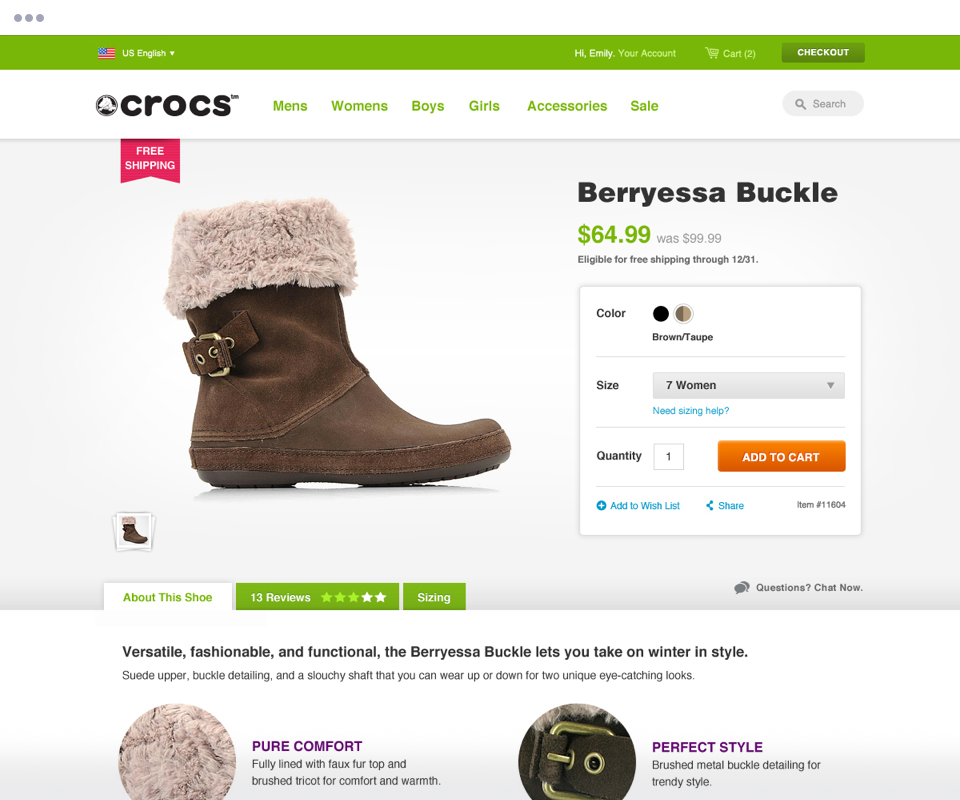 US English
Hi, Emily. Your Account
Cart (2)
CHECKOUT
crocs™
Mens
Womens
Boys
Girls
Accessories
Sale
Search
FREE
SHIPPING
Berryessa Buckle
$64.99 was $99.99
Eligible for free shipping through 12/31.
Color
Brown/Taupe
Size
7 Women
Need sizing help?
Quantity
1
ADD TO CART
Add to Wish List
Share
Item #11604
Questions? Chat Now.
About This Shoe
13 Reviews
Sizing
Versatile, fashionable, and functional, the Berryessa Buckle lets you take on winter in style.
Suede upper, buckle detailing, and a slouchy shaft that you can wear up or down for two unique eye-catching looks.
PURE COMFORT
Fully lined with faux fur top and
brushed tricot for comfort and warmth.
PERFECT STYLE
Brushed metal buckle detailing for
trendy style.